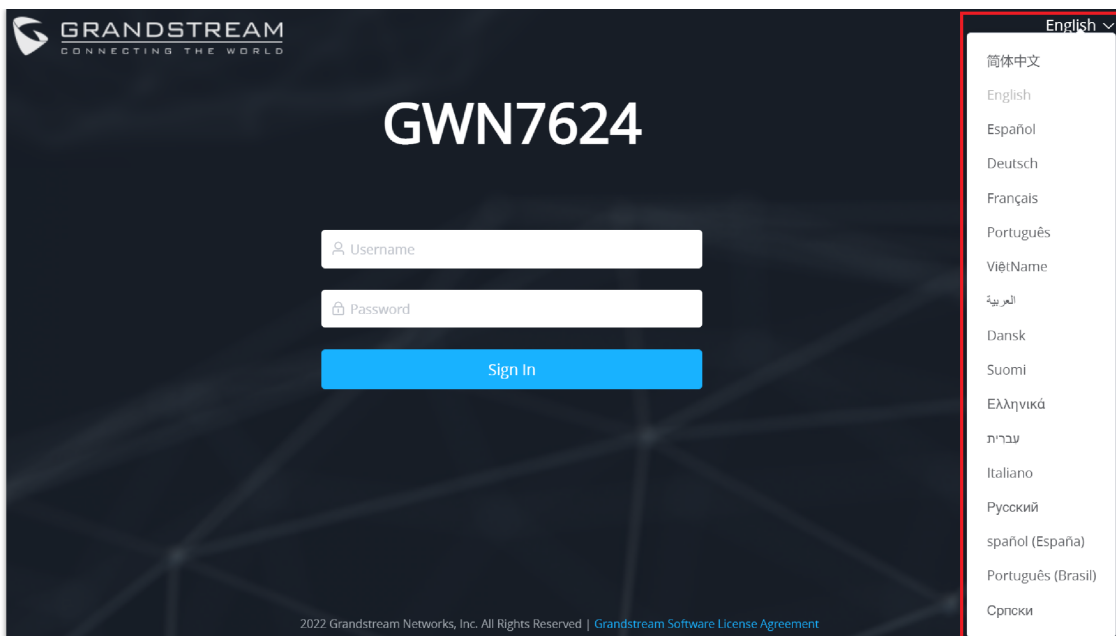 GRANDSTREAM
CONNECTING THE WORLD
English
GWN7624
Username
Password
Sign In
简体中文
English
Español
Deutsch
Français
Português
ViệtName
العربية
Dansk
Suomi
Ελληνικά
עברית
Italiano
Русский
spañol (España)
Português (Brasil)
Српски
2022 Grandstream Networks, Inc. All Rights Reserved | Grandstream Software License Agreement